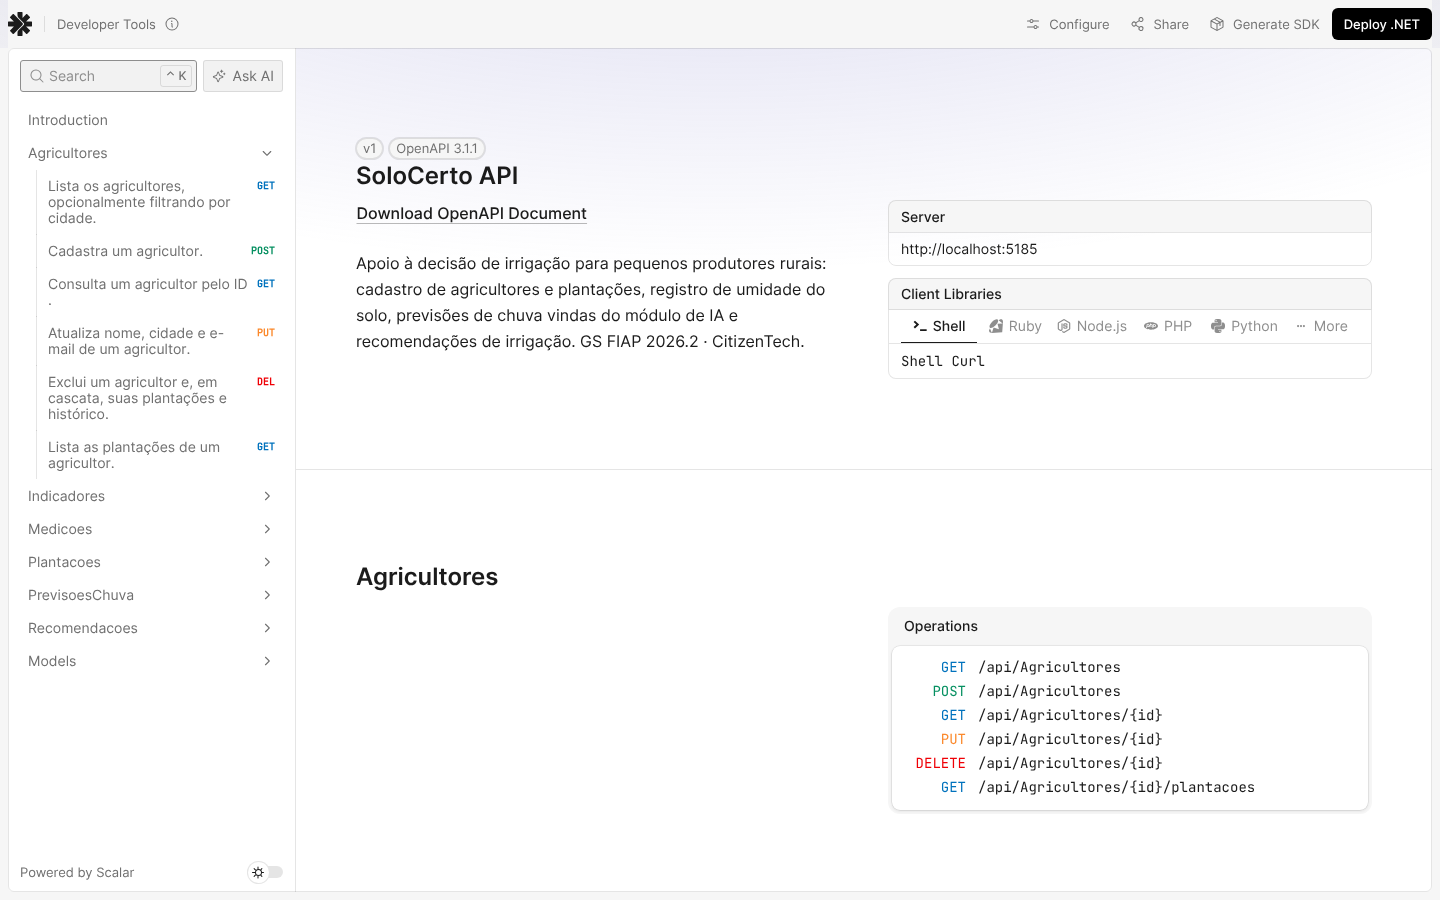 Developer Tools
Configure
Share
Generate SDK
Deploy .NET
Search
^ K
Ask AI
Introduction
Agricultores
Lista os agricultores,
opcionalmente filtrando por
cidade.
GET
Cadastra um agricultor.
POST
Consulta um agricultor pelo ID
.
GET
Atualiza nome, cidade e e-
mail de um agricultor.
PUT
Exclui um agricultor e, em
cascata, suas plantações e
histórico.
DEL
Lista as plantações de um
agricultor.
GET
Indicadores
Medicoes
Plantacoes
PrevisoesChuva
Recomendacoes
Models
Powered by Scalar
v1
OpenAPI 3.1.1
SoloCerto API
Download OpenAPI Document
Apoio à decisão de irrigação para pequenos produtores rurais:
cadastro de agricultores e plantações, registro de umidade do
solo, previsões de chuva vindas do módulo de IA e
recomendações de irrigação. GS FIAP 2026.2 · CitizenTech.
Server
http://localhost:5185
Client Libraries
Shell
Ruby
Node.js
PHP
Python
More
Shell Curl
Agricultores
Operations
GET /api/Agricultores
POST /api/Agricultores
GET /api/Agricultores/{id}
PUT /api/Agricultores/{id}
DELETE /api/Agricultores/{id}
GET /api/Agricultores/{id}/plantacoes